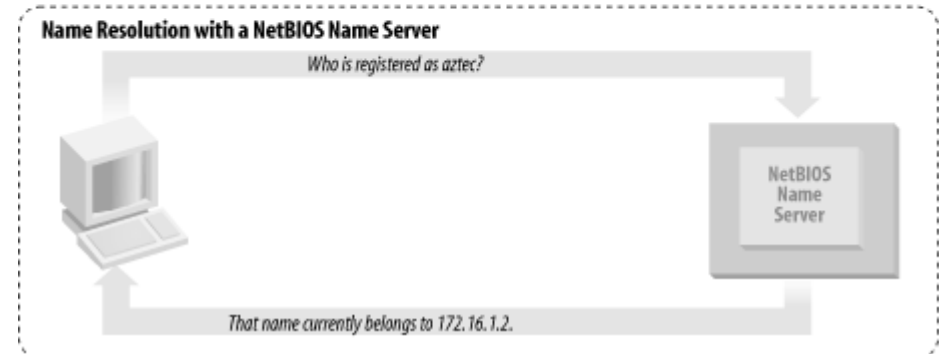 Name Resolution with a NetBIOS Name Server
Who is registered as aztec?
NetBIOS
Name
Server
That name currently belongs to 172.16.1.2.